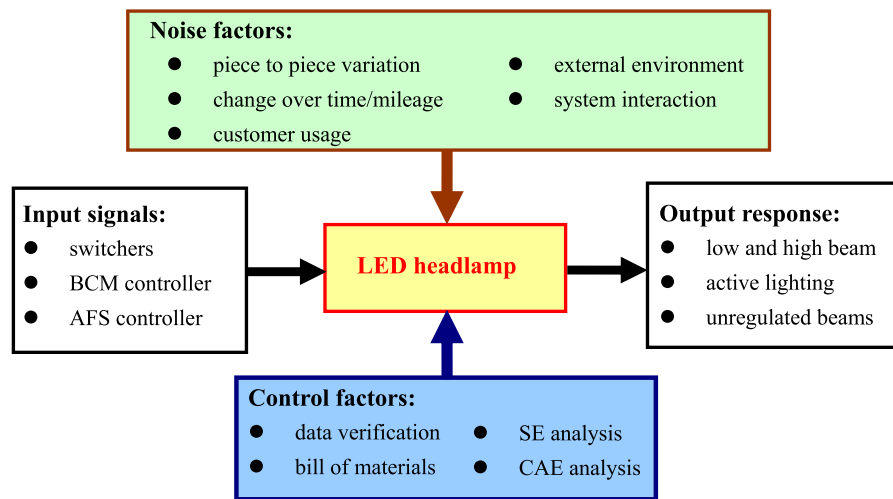 Noise factors:
● piece to piece variation
● change over time/mileage
● customer usage
● external environment
● system interaction
Input signals:
● switchers
● BCM controller
● AFS controller
LED headlamp
Output response:
● low and high beam
● active lighting
● unregulated beams
Control factors:
● data verification
● bill of materials
● SE analysis
● CAE analysis